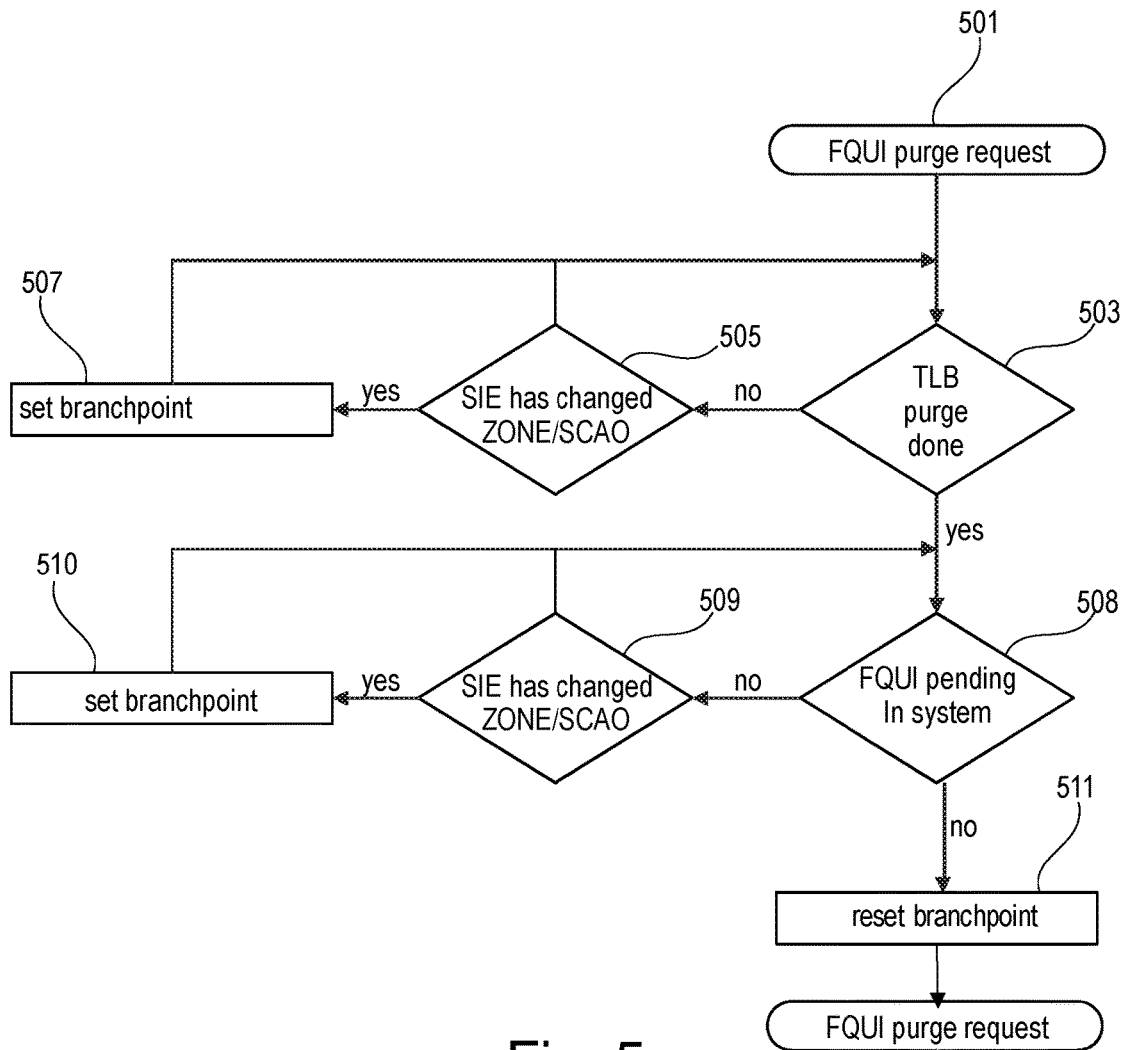 501
FQUI purge request
507
505
503
set branchpoint
yes
SIE has changed
ZONE/SCAO
no
TLB
purge
done
yes
510
509
508
set branchpoint
yes
SIE has changed
ZONE/SCAO
no
FQUI pending
In system
511
no
reset branchpoint
FQUI purge request